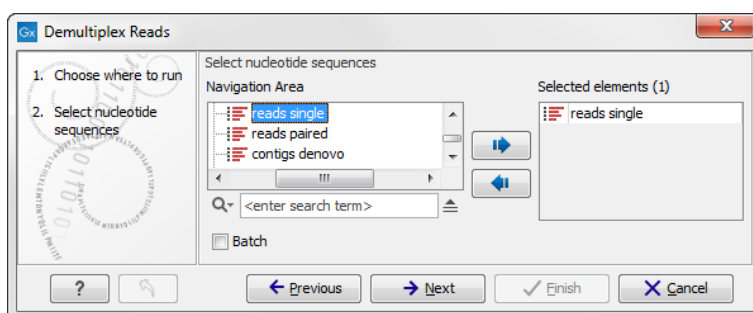 Gx Demultiplex Reads
1. Choose where to run
2. Select nucleotide
sequences
Select nucleotide sequences
Navigation Area
reads single
reads paired
contigs denovo
<enter search term>
Batch
Selected elements (1)
reads single
?
Previous
Next
Finish
Cancel